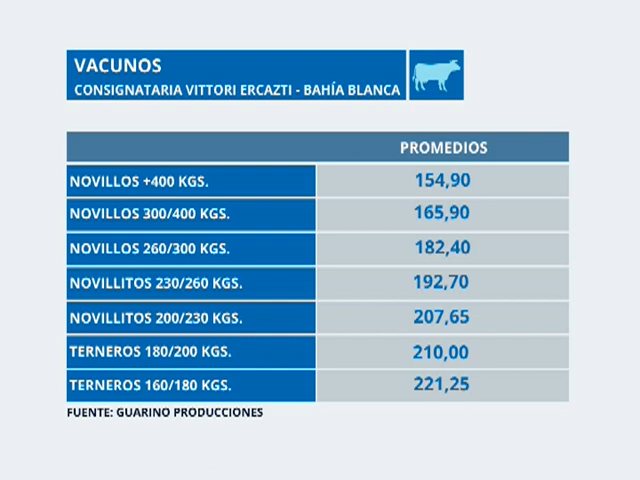 VACUNOS
CONSIGNATARIA VITTORI ERCAZTI - BAHÍA BLANCA
PROMEDIOS
NOVILLOS +400 KGS. 154,90
NOVILLOS 300/400 KGS. 165,90
NOVILLOS 260/300 KGS. 182,40
NOVILLITOS 230/260 KGS. 192,70
NOVILLITOS 200/230 KGS. 207,65
TERNEROS 180/200 KGS. 210,00
TERNEROS 160/180 KGS. 221,25
FUENTE: GUARINO PRODUCCIONES